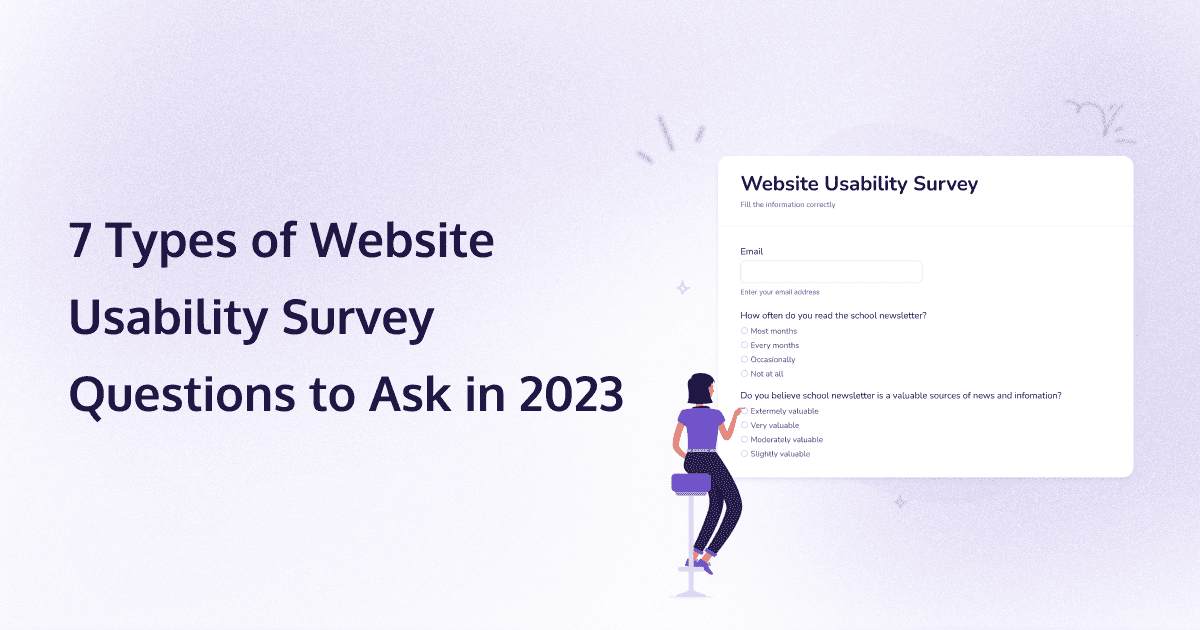 7 Types of Website
Usability Survey
Questions to Ask in 2023
Website Usability Survey
Fill the information correctly
Email
Enter your email address
How often do you read the school newsletter?
Most months
Every months
Occasionally
Not at all
Do you believe school newsletter is a valuable sources of news and infomation?
Extermely valuable
Very valuable
Moderately valuable
Slightly valuable